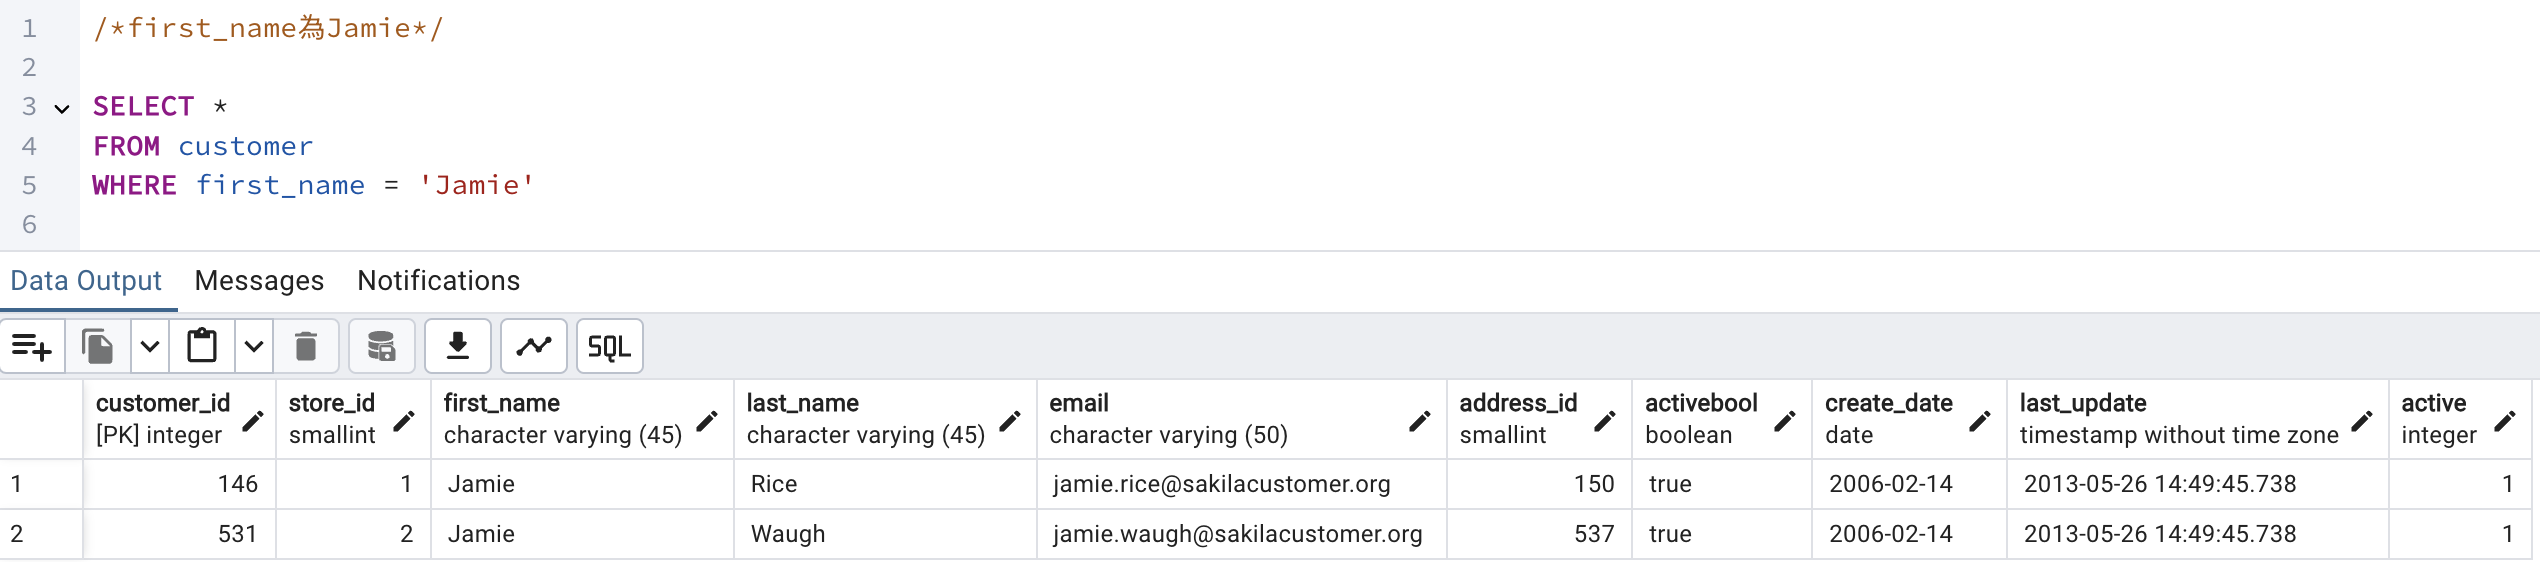 1 /*first_name為Jamie*/
2
3 SELECT *
4 FROM customer
5 WHERE first_name = 'Jamie'
6
Data Output Messages Notifications
SQL
customer_id store_id first_name last_name email address_id activebool create_date last_update active
[PK] integer smallint character varying (45) character varying (45) character varying (50) smallint boolean date timestamp without time zone integer
1 146 1 Jamie Rice jamie.rice@sakilacustomer.org 150 true 2006-02-14 2013-05-26 14:49:45.738 1
2 531 2 Jamie Waugh jamie.waugh@sakilacustomer.org 537 true 2006-02-14 2013-05-26 14:49:45.738 1